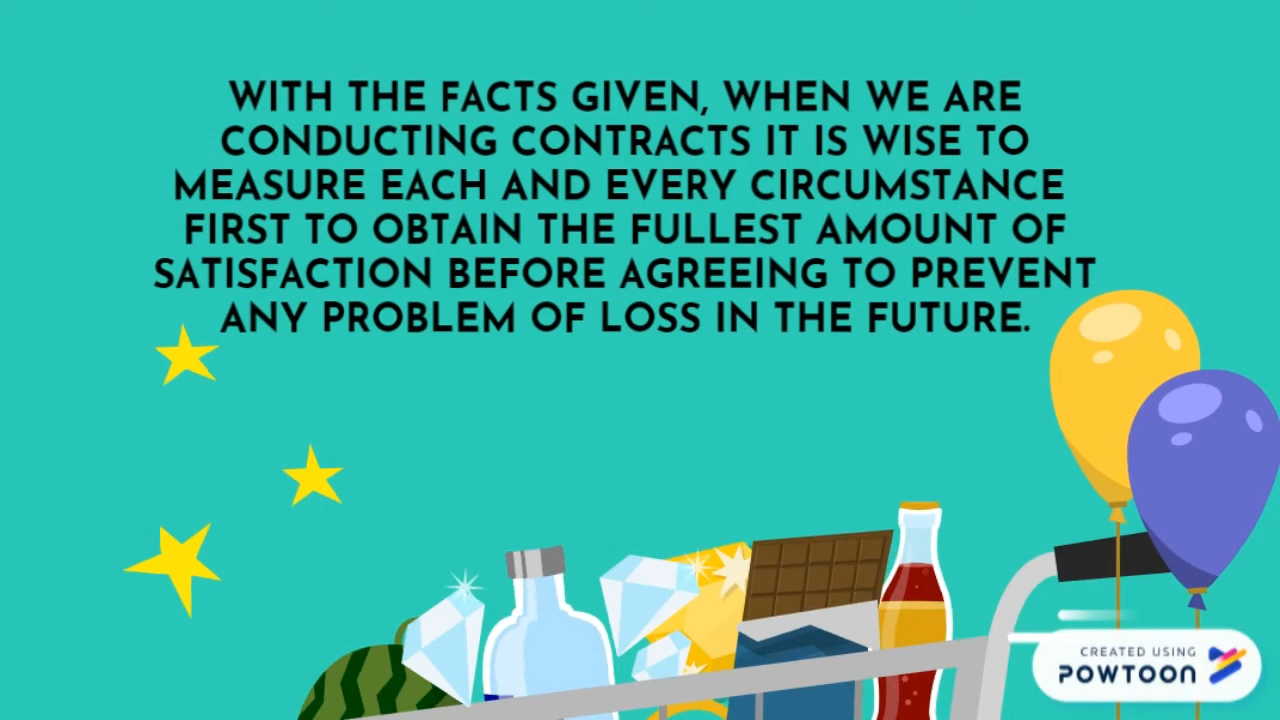 WITH THE FACTS GIVEN, WHEN WE ARE
CONDUCTING CONTRACTS IT IS WISE TO
MEASURE EACH AND EVERY CIRCUMSTANCE
FIRST TO OBTAIN THE FULLEST AMOUNT OF
SATISFACTION BEFORE AGREEING TO PREVENT
ANY PROBLEM OF LOSS IN THE FUTURE.
CREATED USING
POWTOON